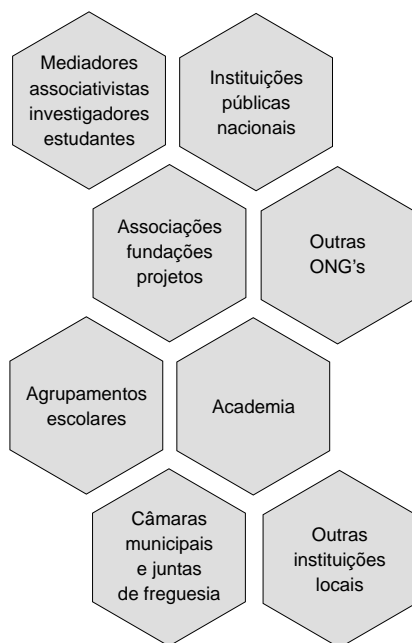 Mediadores
associativistas
investigadores
estudantes
Instituições
públicas
nacionais
Associações
fundações
projetos
Outras
ONG's
Agrupamentos
escolares
Academia
Câmaras
municipais
e juntas
de freguesia
Outras
instituições
locais